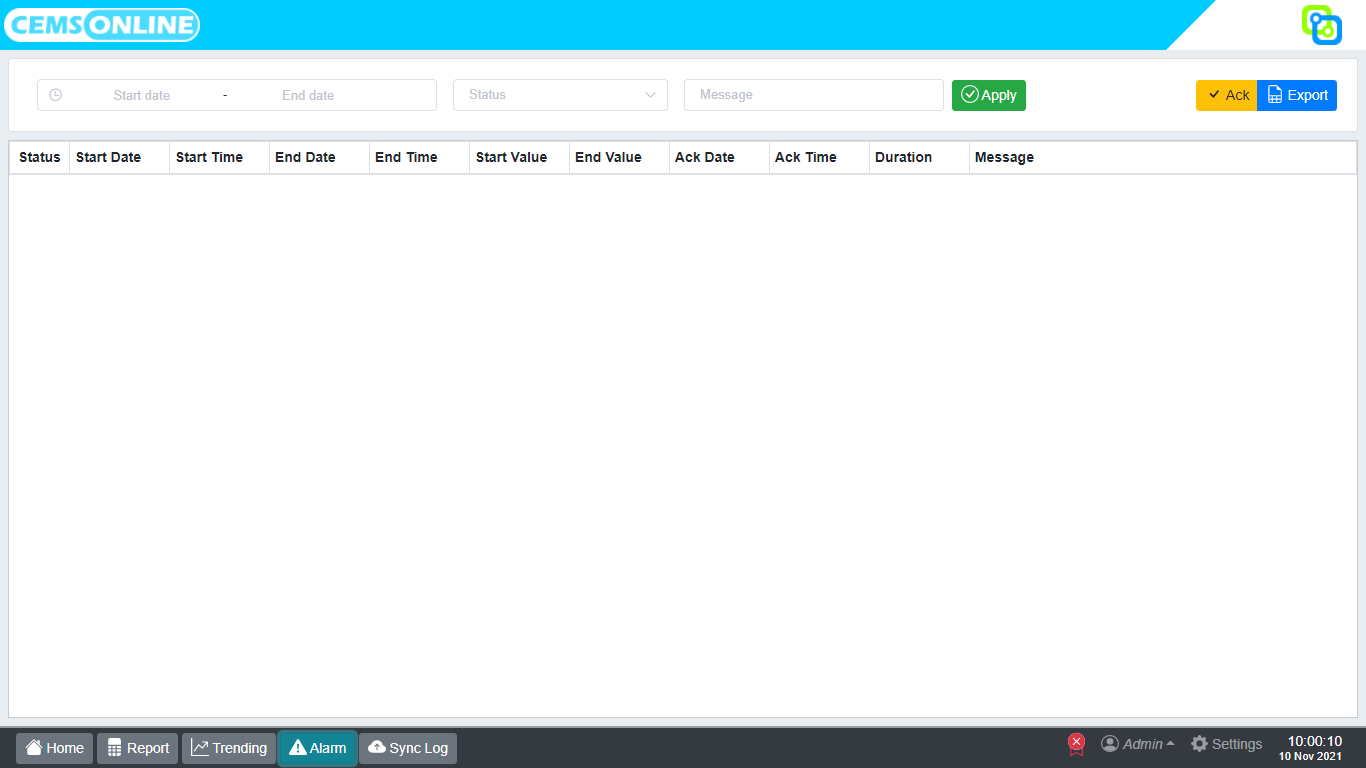 CEMSONLINE
Start date - End date Status Message Apply Ack Export
Status Start Date Start Time End Date End Time Start Value End Value Ack Date Ack Time Duration Message
Home Report Trending Alarm Sync Log Admin Settings 10:00:10
10 Nov 2021